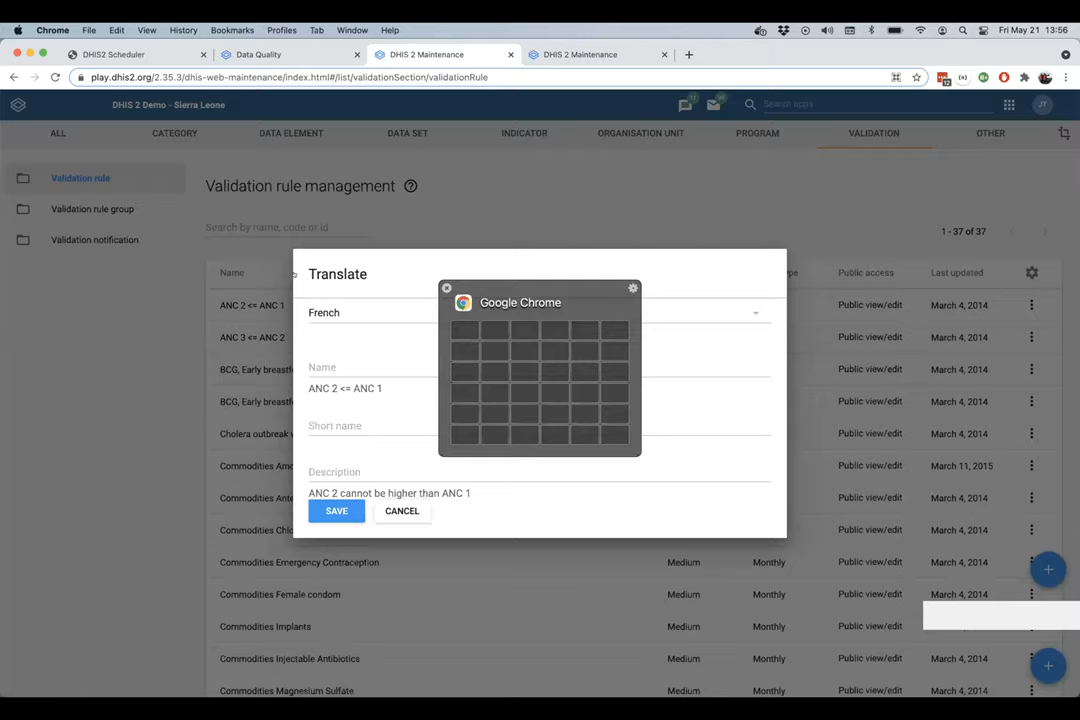 Chrome File Edit View History Bookmarks Profiles Tab Window Help Fri May 21 13:56
DHIS2 Scheduler Data Quality DHIS 2 Maintenance DHIS 2 Maintenance
play.dhis2.org/2.35.3/dhis-web-maintenance/index.html#/list/validationSection/validationRule
DHIS 2 Demo - Sierra Leone Search apps JT
ALL CATEGORY DATA ELEMENT DATA SET INDICATOR ORGANISATION UNIT PROGRAM VALIDATION OTHER
Validation rule
Validation rule group
Validation notification
Validation rule management
Search by name, code or id
1 - 37 of 37
Name Public access Last updated
ANC 2 <= ANC 1 Public view/edit March 4, 2014
ANC 3 <= ANC 2 Public view/edit March 4, 2014
BCG, Early Public view/edit March 4, 2014
BCG, Early Public view/edit March 4, 2014
Cholera outbreak Public view/edit March 4, 2014
Commodities Public view/edit March 11, 2015
Commodities Public view/edit March 4, 2014
Commodities Public view/edit March 4, 2014
Commodities Emergency Contraception Medium Monthly Public view/edit March 4, 2014
Commodities Female condom Medium Monthly Public view/edit March 4, 2014
Commodities Implants Medium Monthly Public view/edit
Commodities Injectable Antibiotics Medium Monthly Public view/edit March 4, 2014
Commodities Magnesium Sulfate Medium Monthly Public view/edit March 4, 2014
Translate
French
Name
ANC 2 <= ANC 1
Short name
Description
ANC 2 cannot be higher than ANC 1
SAVE CANCEL
Google Chrome